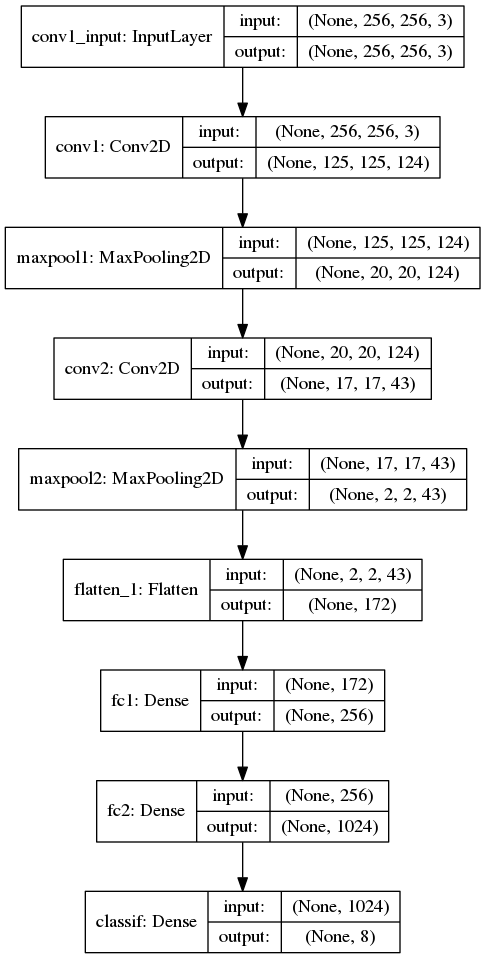 conv1_input: InputLayer
input: (None, 256, 256, 3)
output: (None, 256, 256, 3)
conv1: Conv2D
input: (None, 256, 256, 3)
output: (None, 125, 125, 124)
maxpool1: MaxPooling2D
input: (None, 125, 125, 124)
output: (None, 20, 20, 124)
conv2: Conv2D
input: (None, 20, 20, 124)
output: (None, 17, 17, 43)
maxpool2: MaxPooling2D
input: (None, 17, 17, 43)
output: (None, 2, 2, 43)
flatten_1: Flatten
input: (None, 2, 2, 43)
output: (None, 172)
fc1: Dense
input: (None, 172)
output: (None, 256)
fc2: Dense
input: (None, 256)
output: (None, 1024)
classif: Dense
input: (None, 1024)
output: (None, 8)